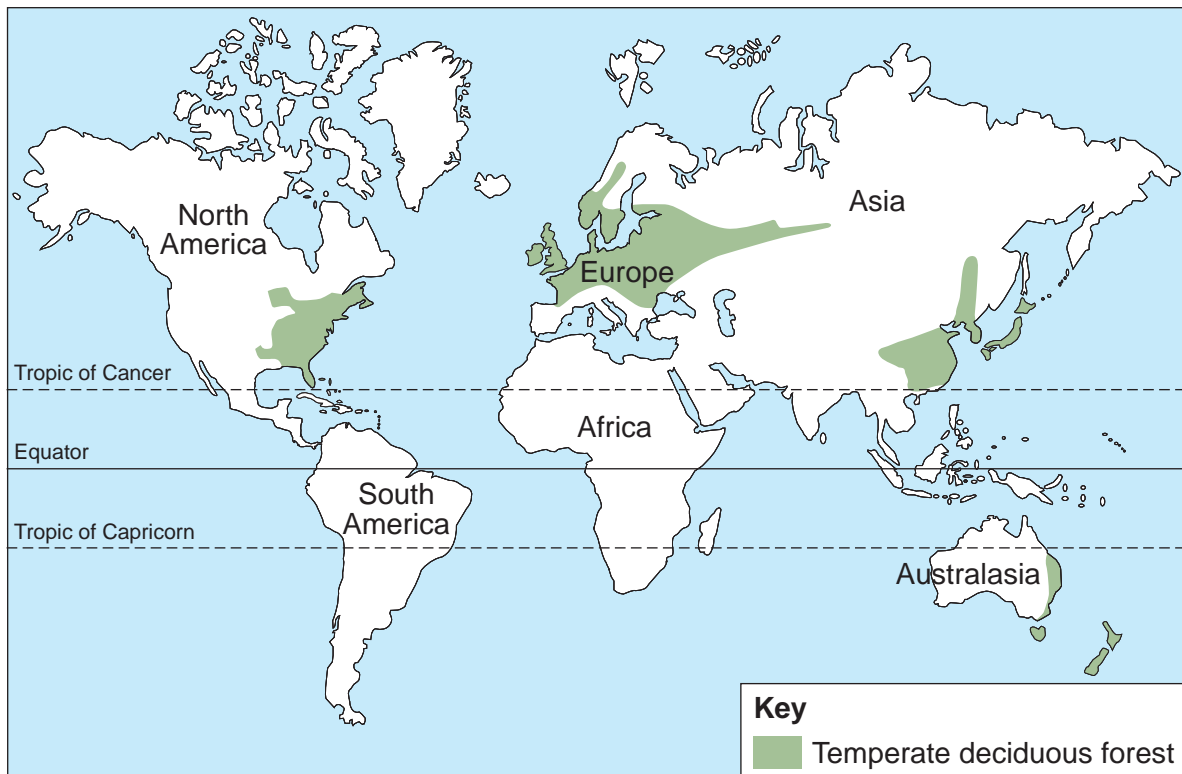 North
America
Asia
Europe
Tropic of Cancer
Africa
Equator
South
America
Tropic of Capricorn
Australasia
Key
Temperate deciduous forest